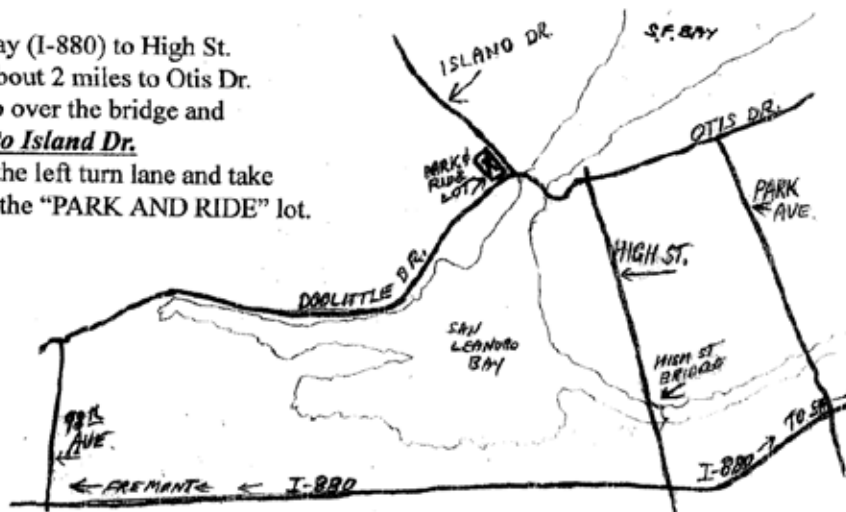 ay (I-880) to High St.
bout 2 miles to Otis Dr.
o over the bridge and
to Island Dr.
the left turn lane and take
the “PARK AND RIDE” lot.
ISLAND DR.
S.F. BAY
OTIS DR.
PARK &
RIDE
LOT
PARK
AVE.
HIGH ST.
DOOLITTLE DR.
SAN
LEANDRO
BAY
HIGH ST
BRIDGE
98th
AVE.
I-880 TO SF
FREMONT
I-880